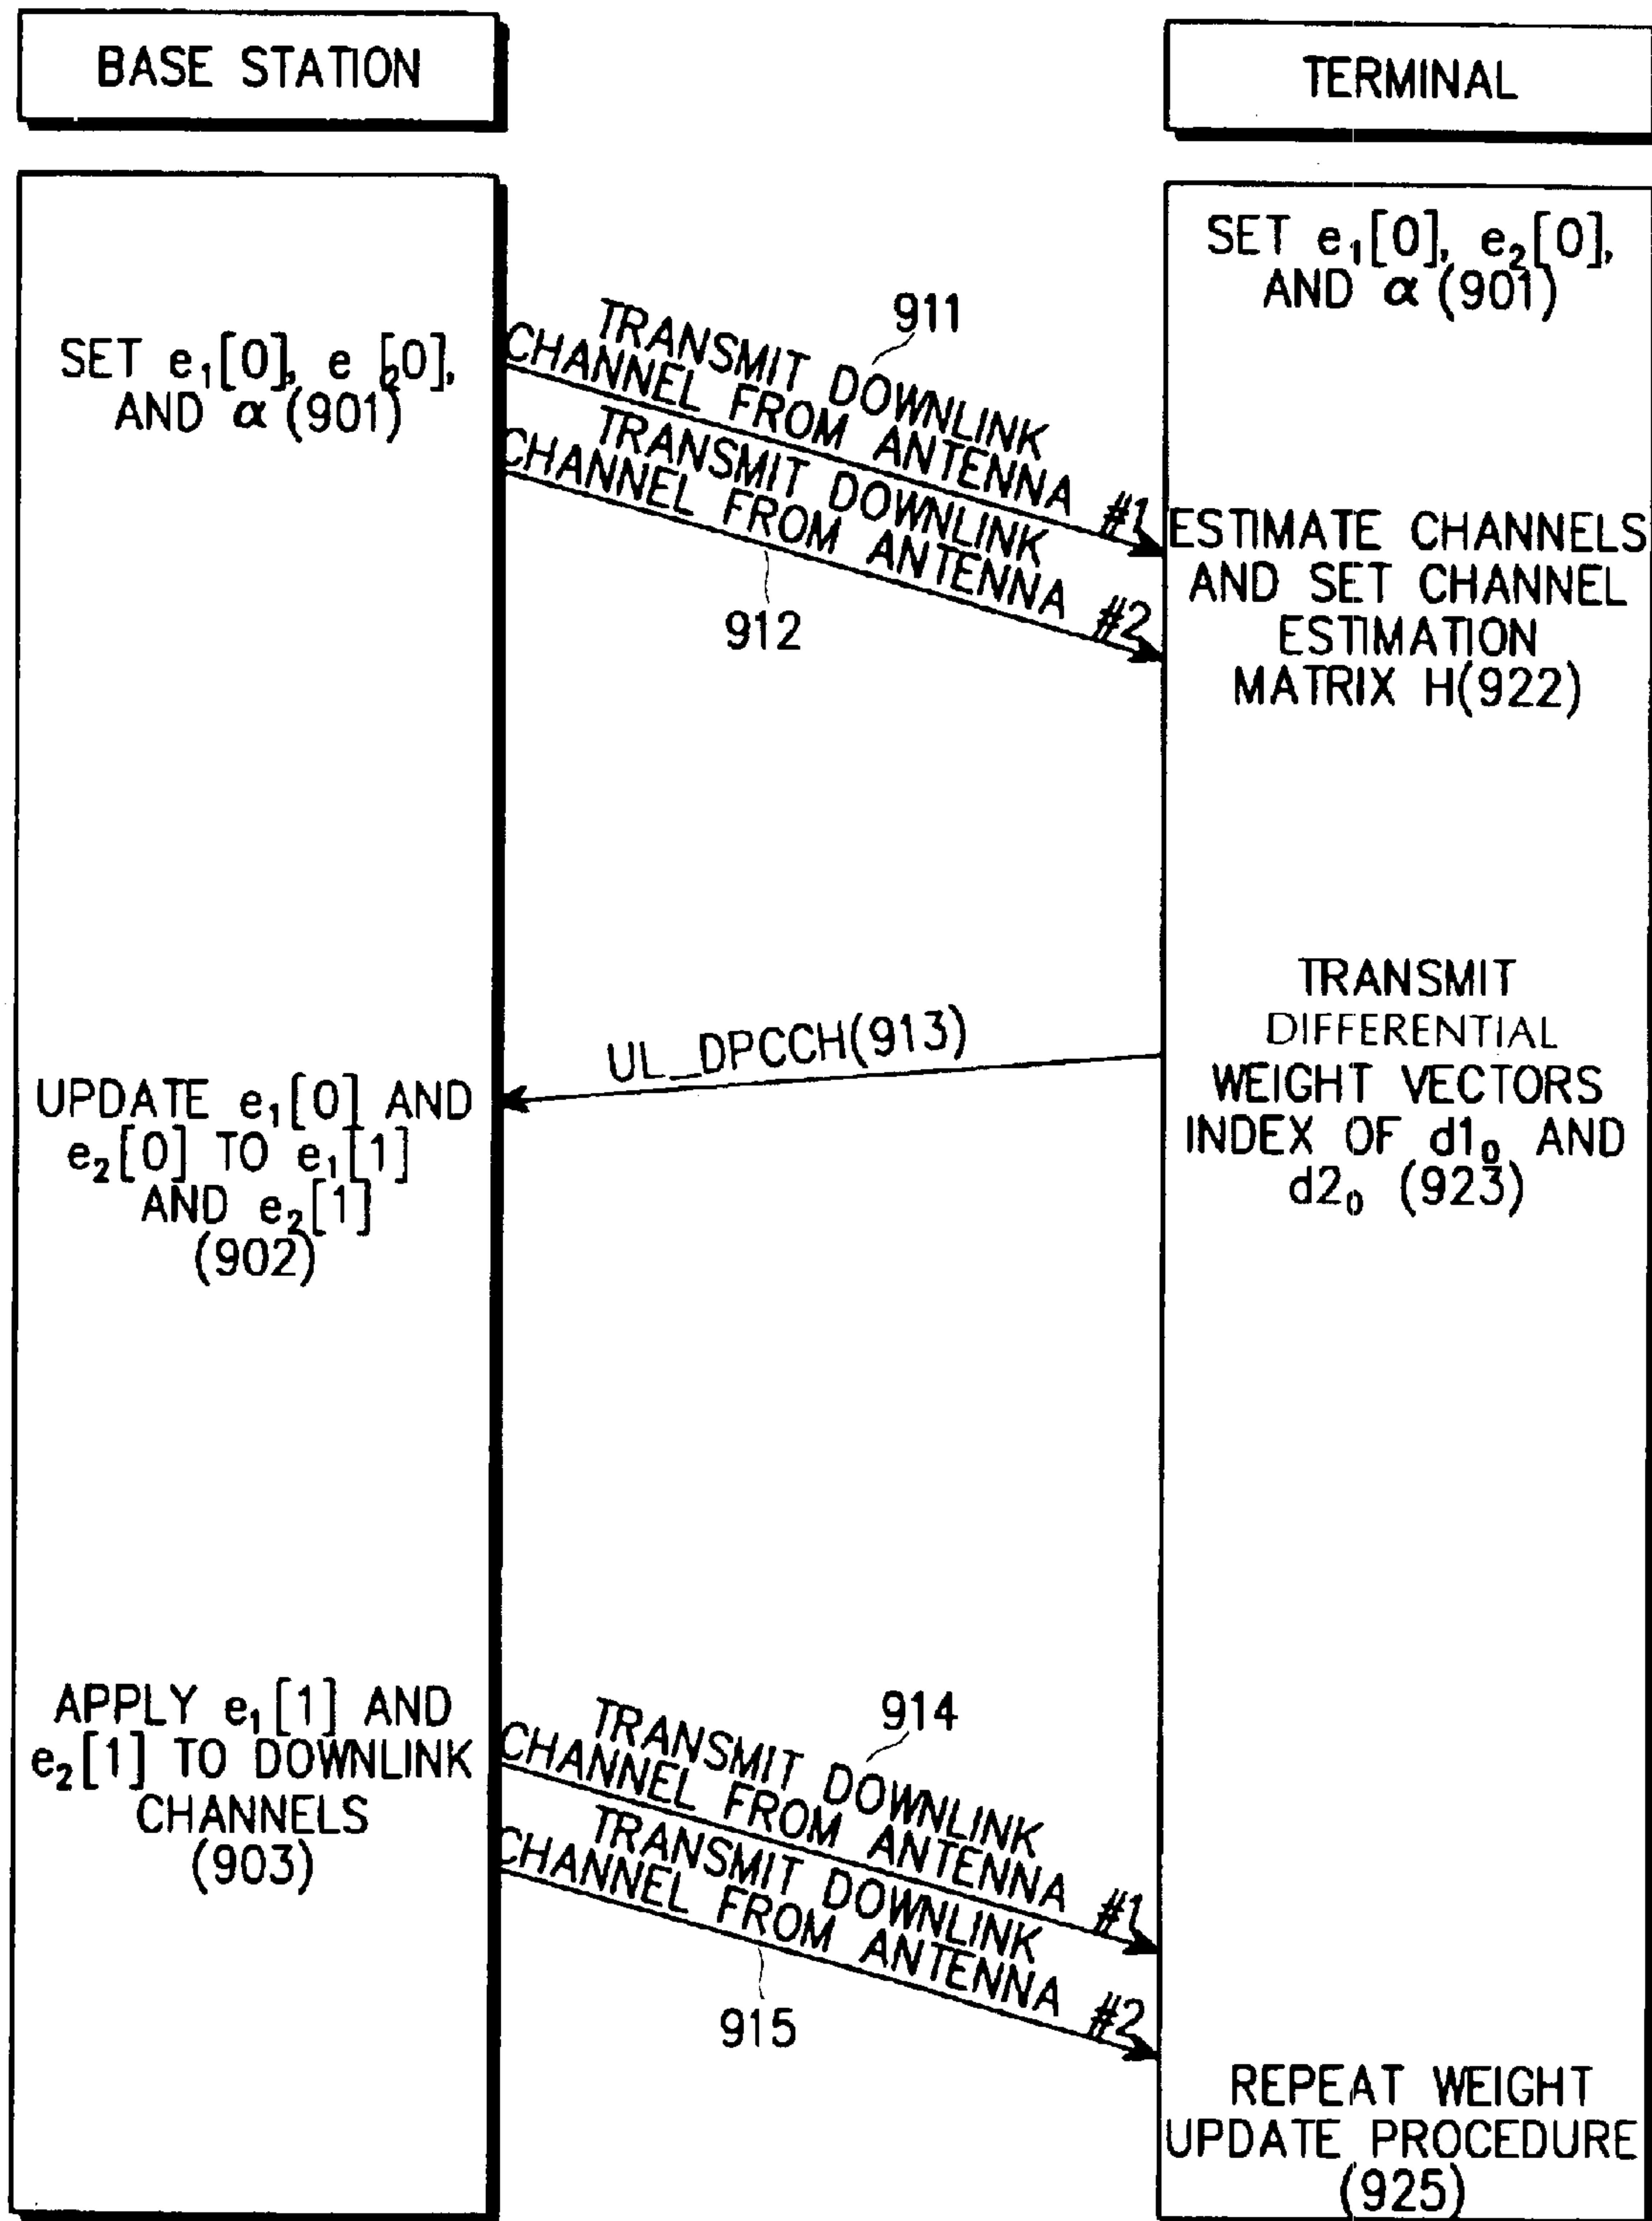 BASE STATION
TERMINAL
SET e₁[0], e₂[0],
AND α (901)
SET e₁[0], e₂[0],
AND α (901)
911
TRANSMIT DOWNLINK
CHANNEL FROM ANTENNA #1
TRANSMIT DOWNLINK
CHANNEL FROM ANTENNA #2
912
ESTIMATE CHANNELS
AND SET CHANNEL
ESTIMATION
MATRIX H(922)
TRANSMIT
DIFFERENTIAL
WEIGHT VECTORS
INDEX OF d1₀ AND
d2₀ (923)
UL_DPCCH(913)
UPDATE e₁[0] AND
e₂[0] TO e₁[1]
AND e₂[1]
(902)
APPLY e₁[1] AND
e₂[1] TO DOWNLINK
CHANNELS
(903)
914
TRANSMIT DOWNLINK
CHANNEL FROM ANTENNA #1
TRANSMIT DOWNLINK
CHANNEL FROM ANTENNA #2
915
REPEAT WEIGHT
UPDATE PROCEDURE
(925)